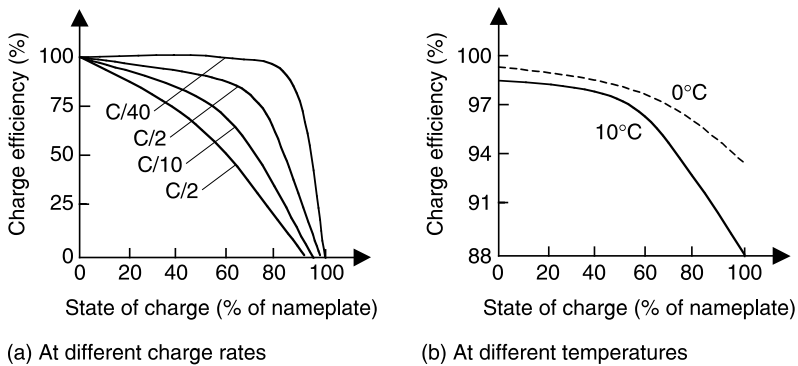 Charge efficiency (%)
100
75
50
25
0
C/40
C/2
C/10
C/2
0 20 40 60 80 100
State of charge (% of nameplate)
(a) At different charge rates
Charge efficiency (%)
100
97
94
91
88
0°C
10°C
0 20 40 60 80 100
State of charge (% of nameplate)
(b) At different temperatures